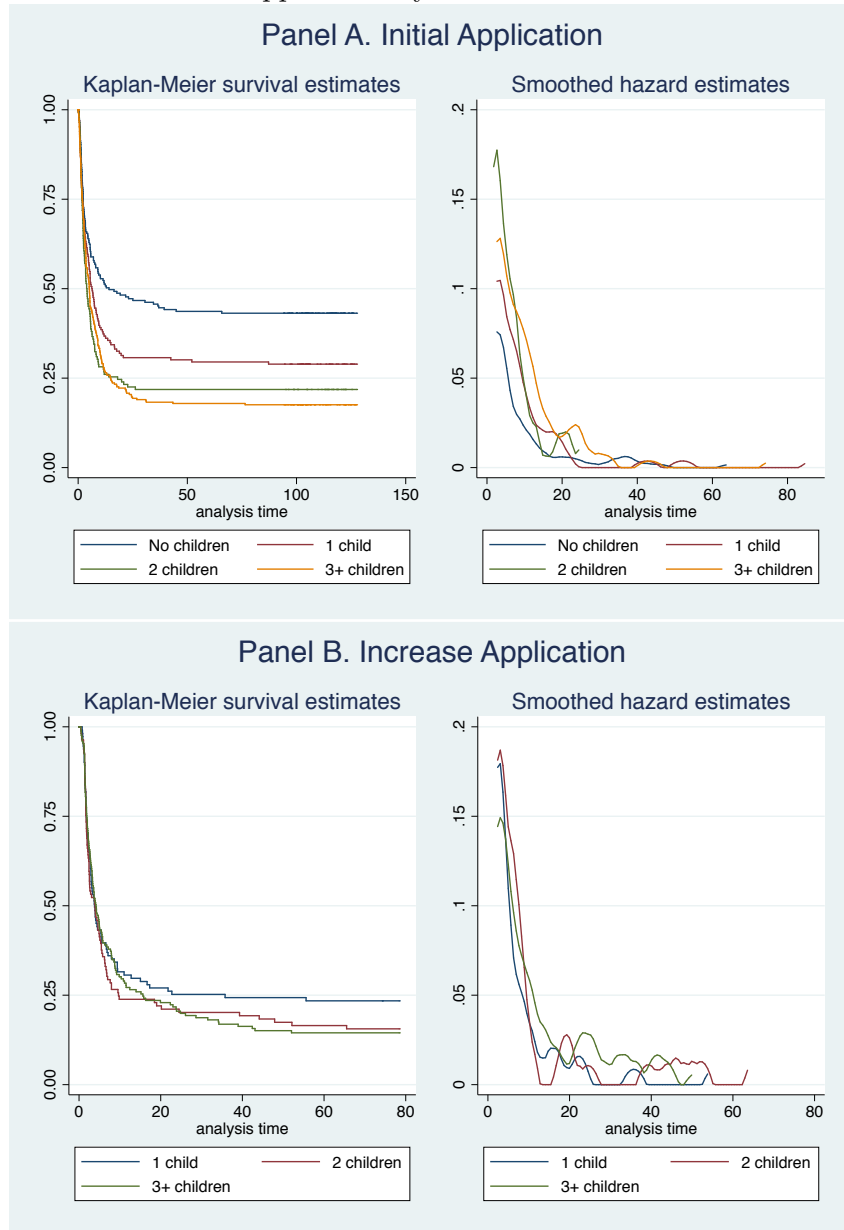 Panel A. Initial Application
Kaplan-Meier survival estimates
1.00
0.75
0.50
0.25
0.00
0 50 100 150
analysis time
No children 1 child
2 children 3+ children
Smoothed hazard estimates
.2
.15
.1
.05
0
0 20 40 60 80
analysis time
No children 1 child
2 children 3+ children
Panel B. Increase Application
Kaplan-Meier survival estimates
1.00
0.75
0.50
0.25
0.00
0 20 40 60 80
analysis time
1 child 2 children
3+ children
Smoothed hazard estimates
.2
.15
.1
.05
0
0 20 40 60 80
analysis time
1 child 2 children
3+ children